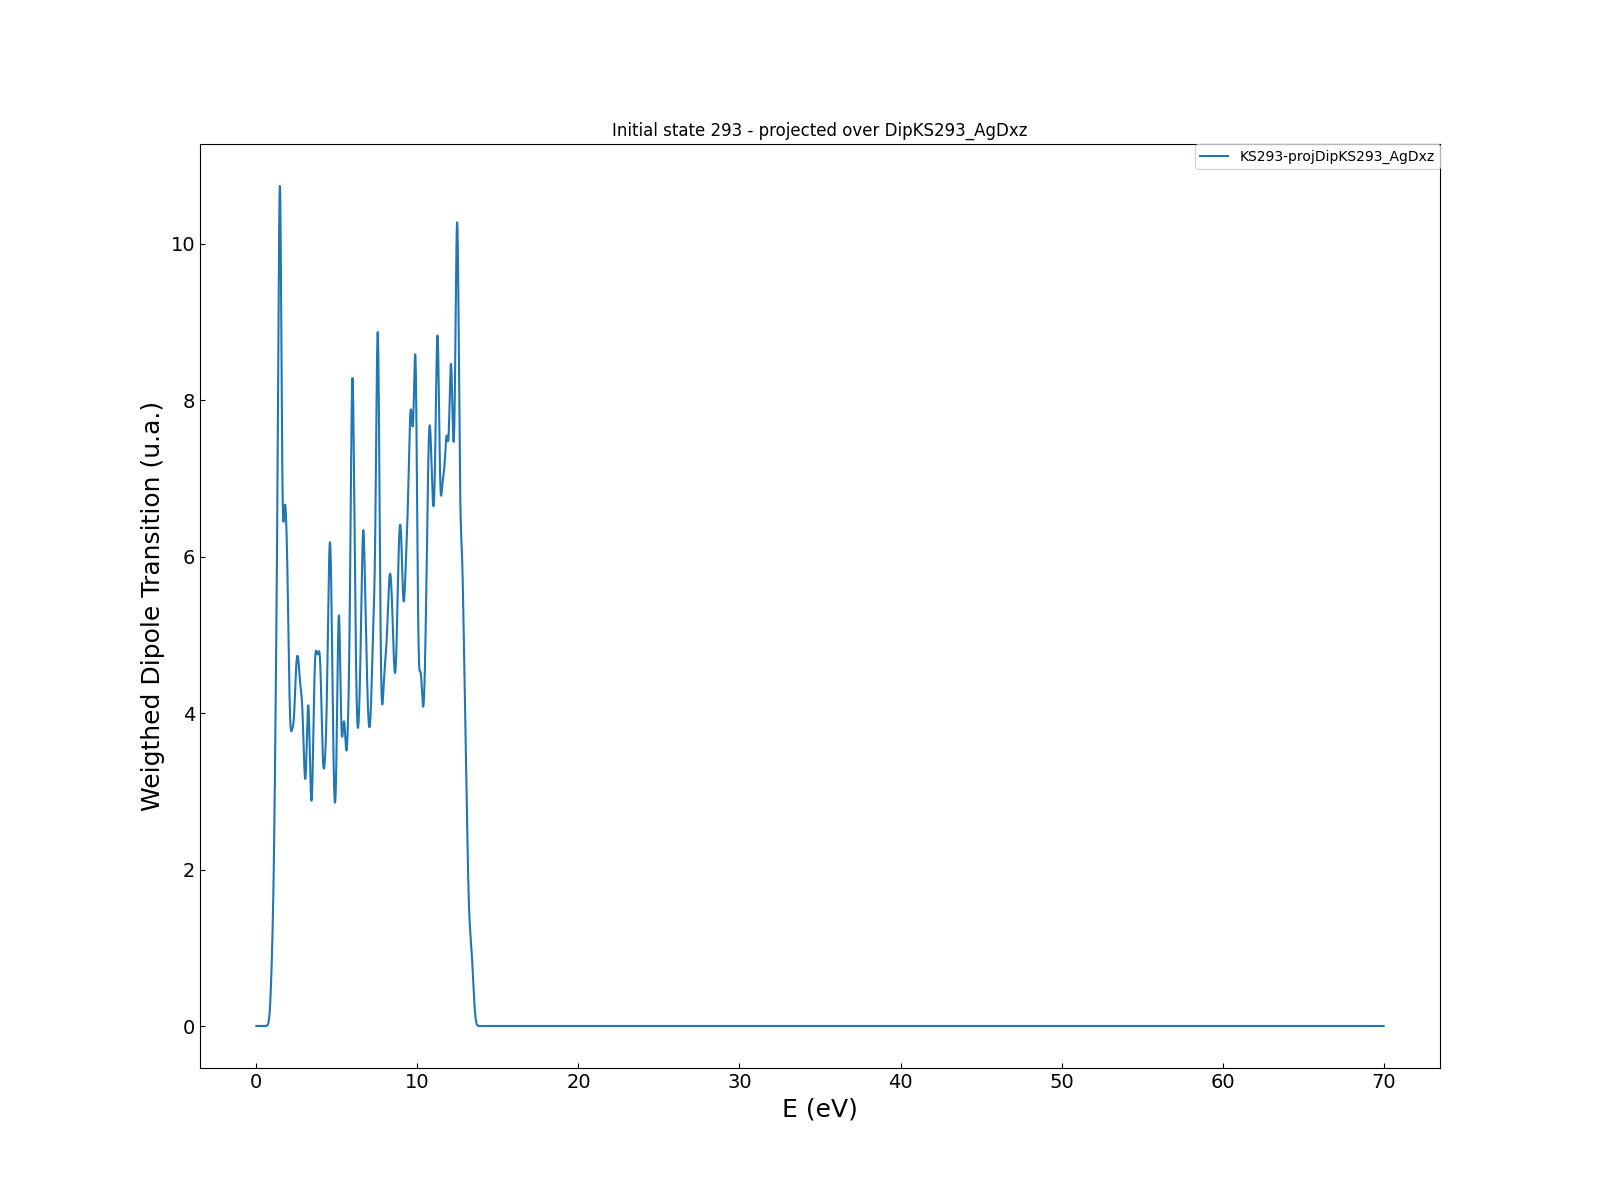 Initial state 293 - projected over DipKS293_AgDxz
KS293-projDipKS293_AgDxz
Weigthed Dipole Transition (u.a.)
10
8
6
4
2
0
0 10 20 30 40 50 60 70
E (eV)